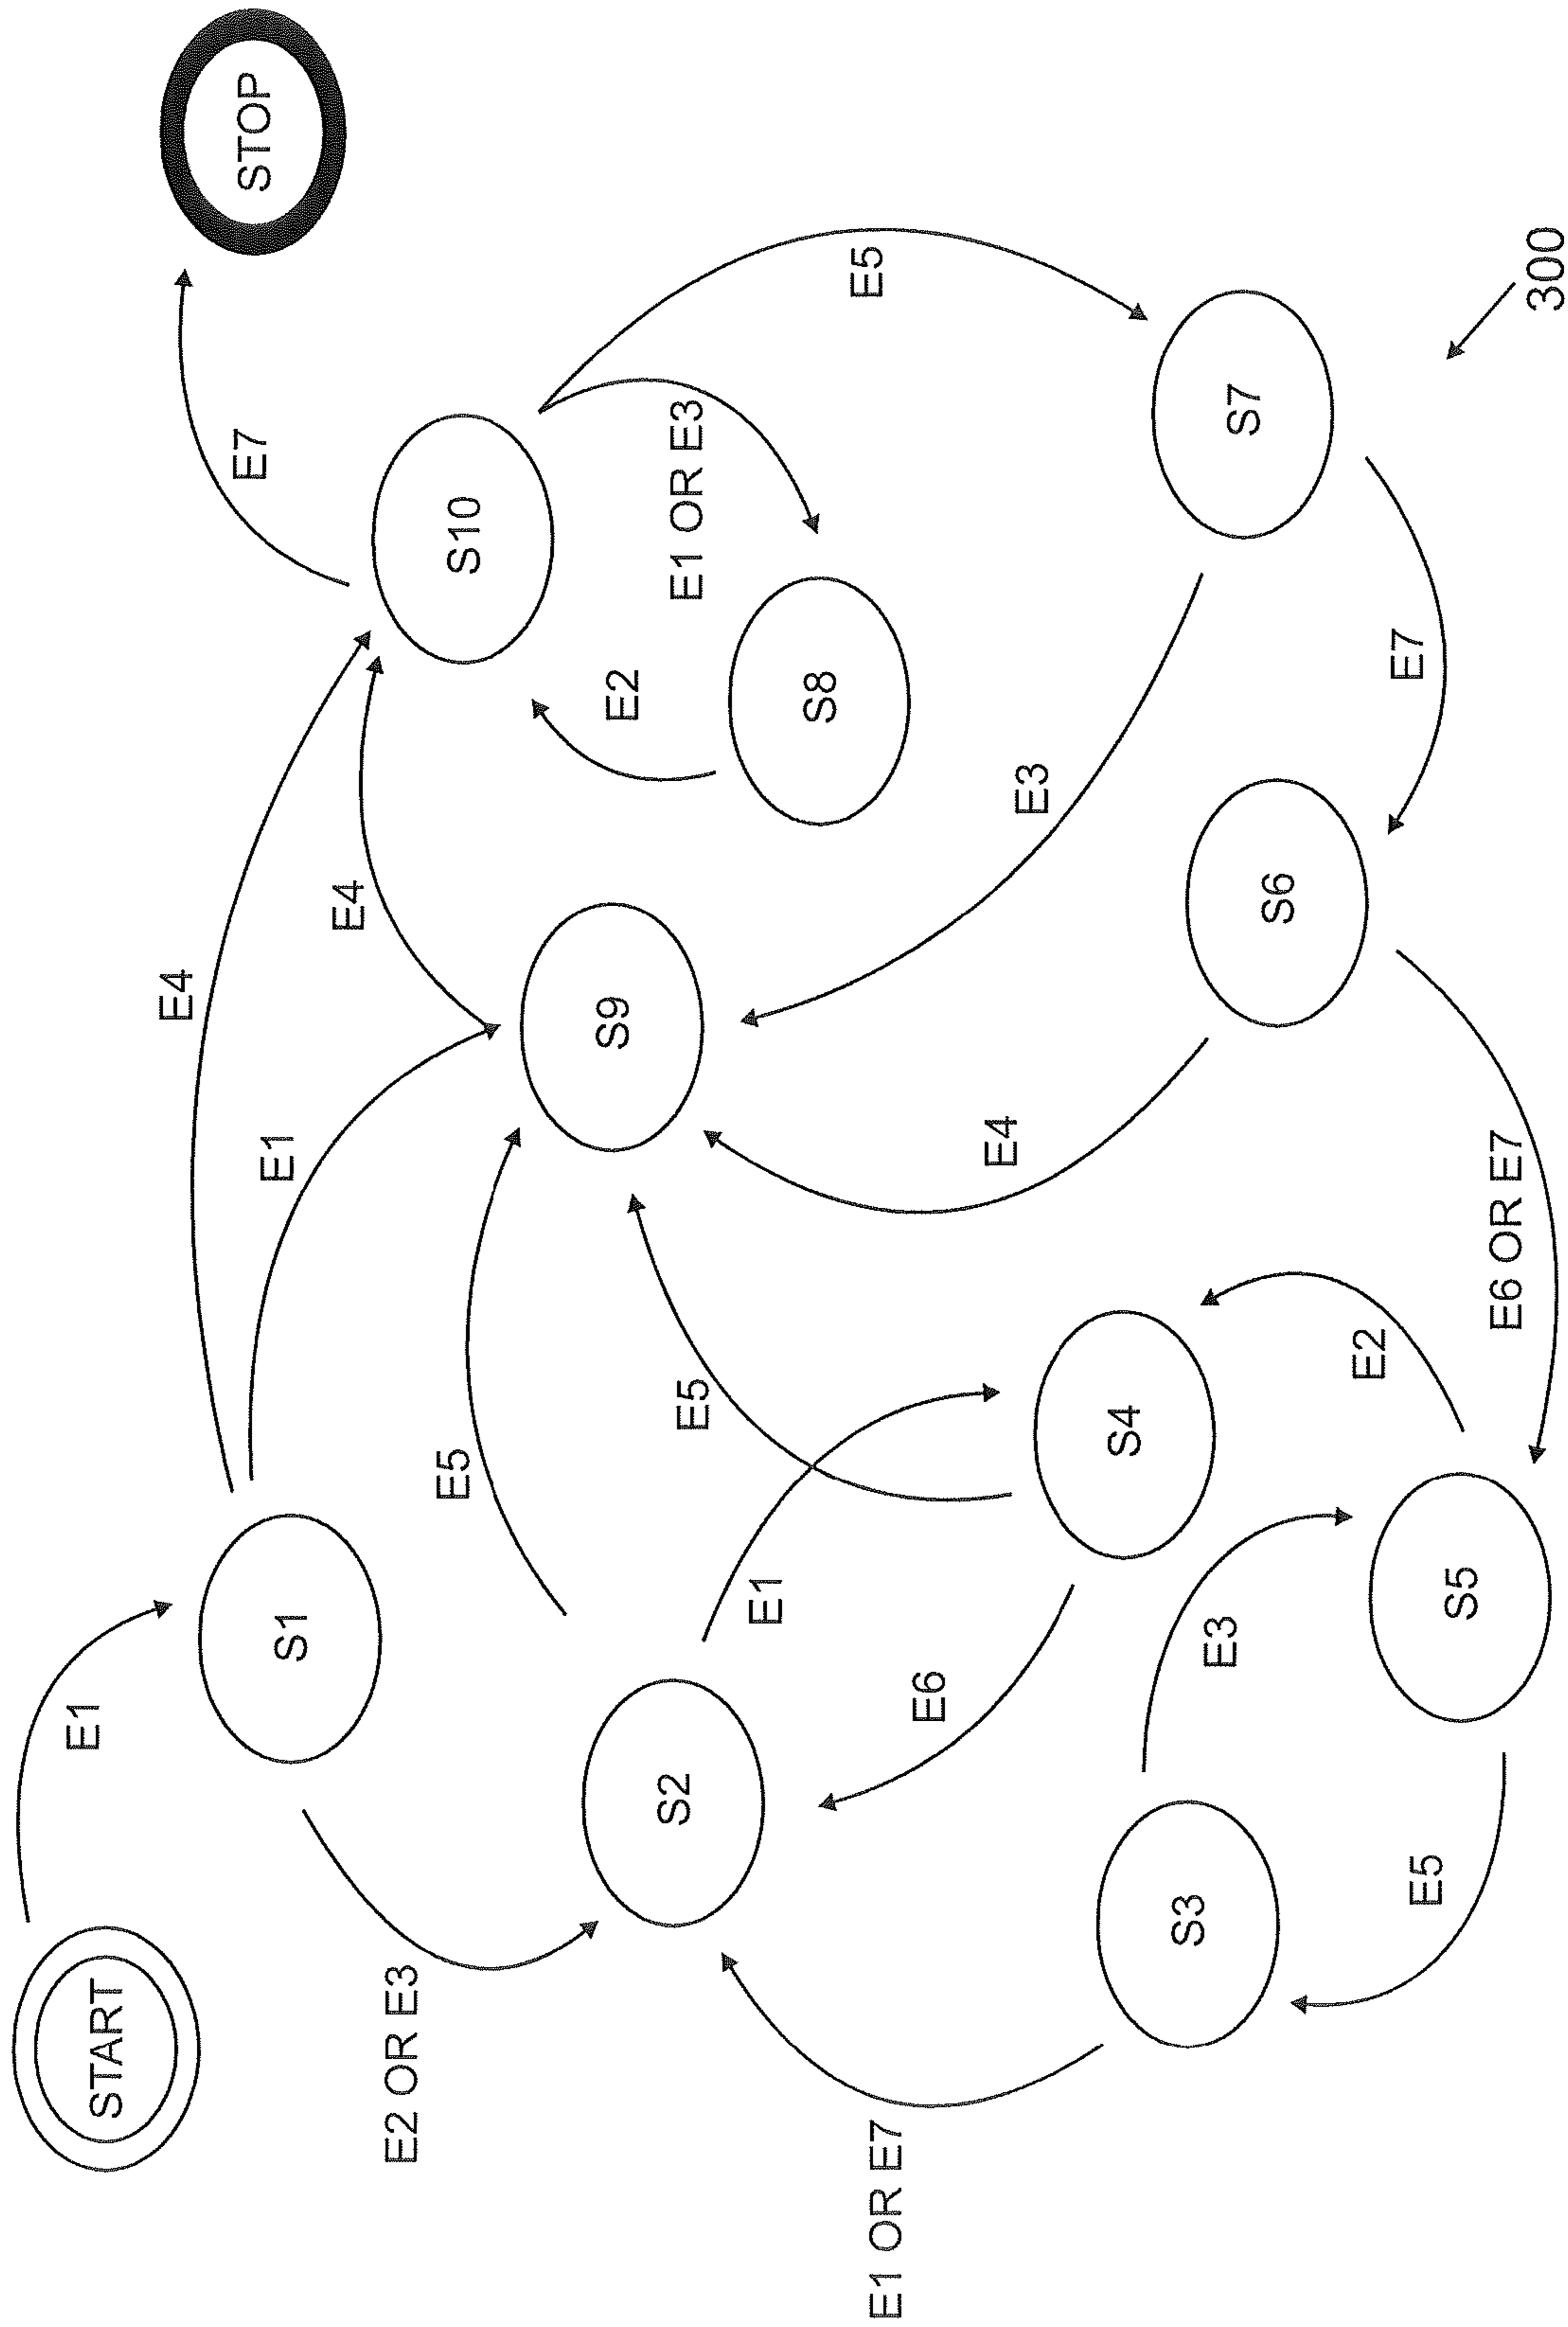 STOP
E7
E5
S10
E4
E1 OR E3
S7
E4
E2
S8
E7
E1
S9
E3
S6
E1
S1
E5
E5
E4
E6 OR E7
START
S2
E1
S4
E2
E2 OR E3
E6
E3
S5
S3
E5
E1 OR E7
300